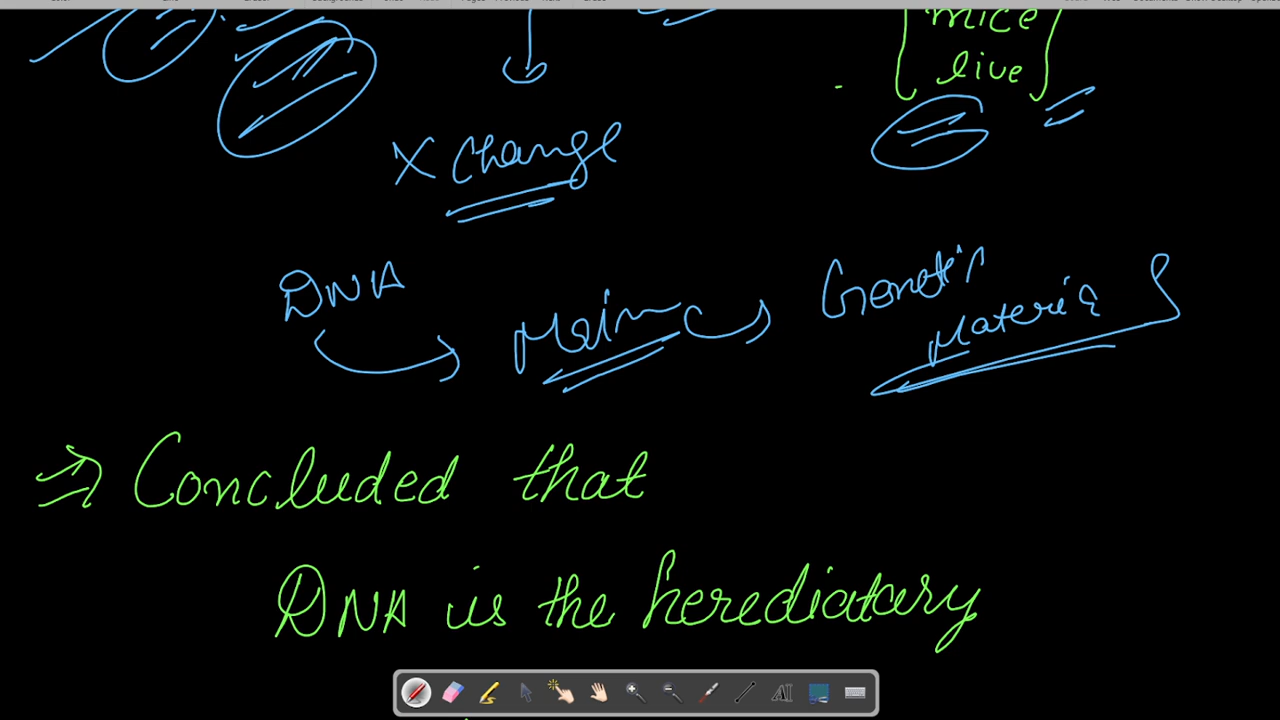 mice
live
X Change
DNA
Main
Genetic
Material
Concluded that
DNA is the herediatary